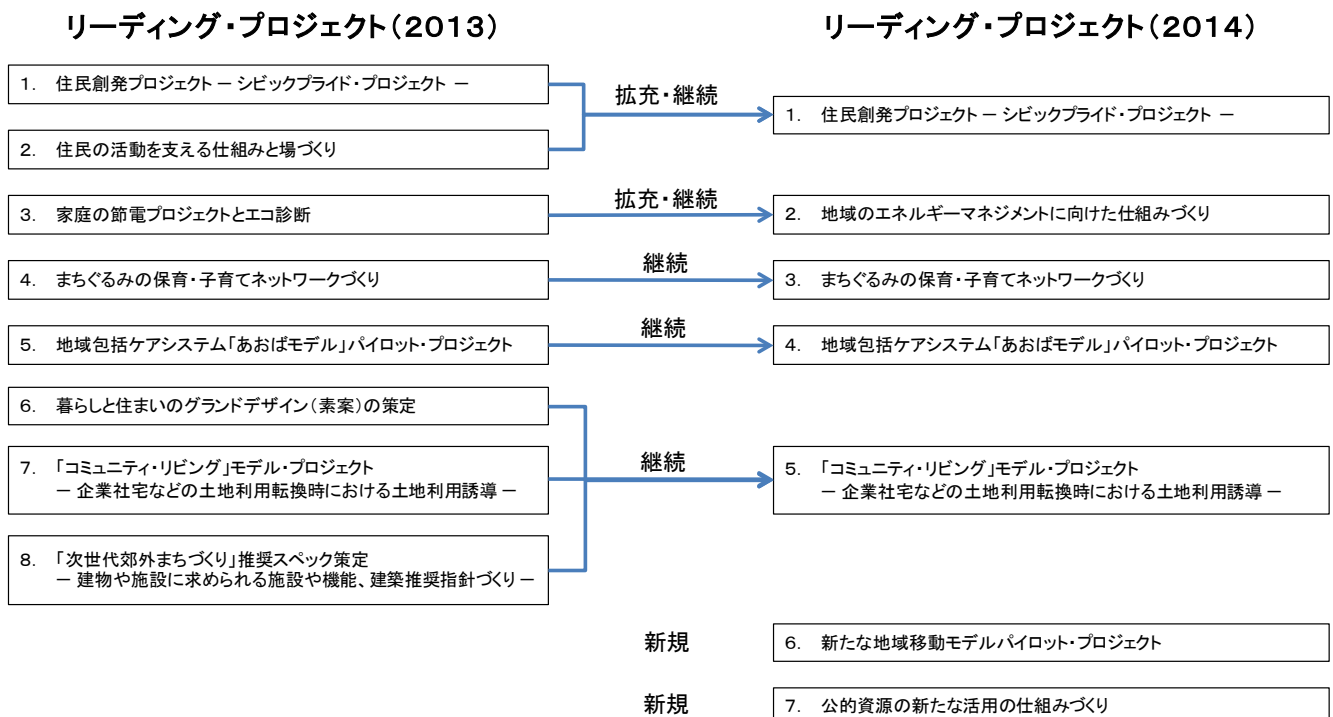 リーディング・プロジェクト（2013）
リーディング・プロジェクト（2014）
1. 住民創発プロジェクト － シビックプライド・プロジェクト －
2. 住民の活動を支える仕組みと場づくり
拡充・継続
1. 住民創発プロジェクト － シビックプライド・プロジェクト －
3. 家庭の節電プロジェクトとエコ診断
拡充・継続
2. 地域のエネルギーマネジメントに向けた仕組みづくり
4. まちぐるみの保育・子育てネットワークづくり
継続
3. まちぐるみの保育・子育てネットワークづくり
5. 地域包括ケアシステム「あおばモデル」パイロット・プロジェクト
継続
4. 地域包括ケアシステム「あおばモデル」パイロット・プロジェクト
6. 暮らしと住まいのグランドデザイン（素案）の策定
7. 「コミュニティ・リビング」モデル・プロジェクト
－ 企業社宅などの土地利用転換時における土地利用誘導 －
8. 「次世代郊外まちづくり」推奨スペック策定
－ 建物や施設に求められる施設や機能、建築推奨指針づくり －
継続
5. 「コミュニティ・リビング」モデル・プロジェクト
－ 企業社宅などの土地利用転換時における土地利用誘導 －
新規
6. 新たな地域移動モデルパイロット・プロジェクト
新規
7. 公的資源の新たな活用の仕組みづくり